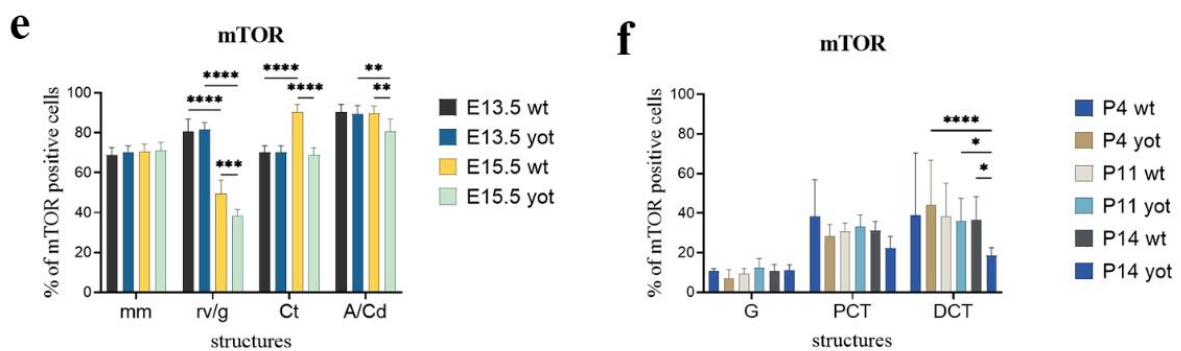 e
mTOR
% of mTOR positive cells
100
80
60
40
20
0
**** **** *** **** **** ** **
mm rv/g Ct A/Cd
structures
E13.5 wt
E13.5 yot
E15.5 wt
E15.5 yot
f
mTOR
% of mTOR positive cells
100
80
60
40
20
0
**** * *
G PCT DCT
structures
P4 wt
P4 yot
P11 wt
P11 yot
P14 wt
P14 yot